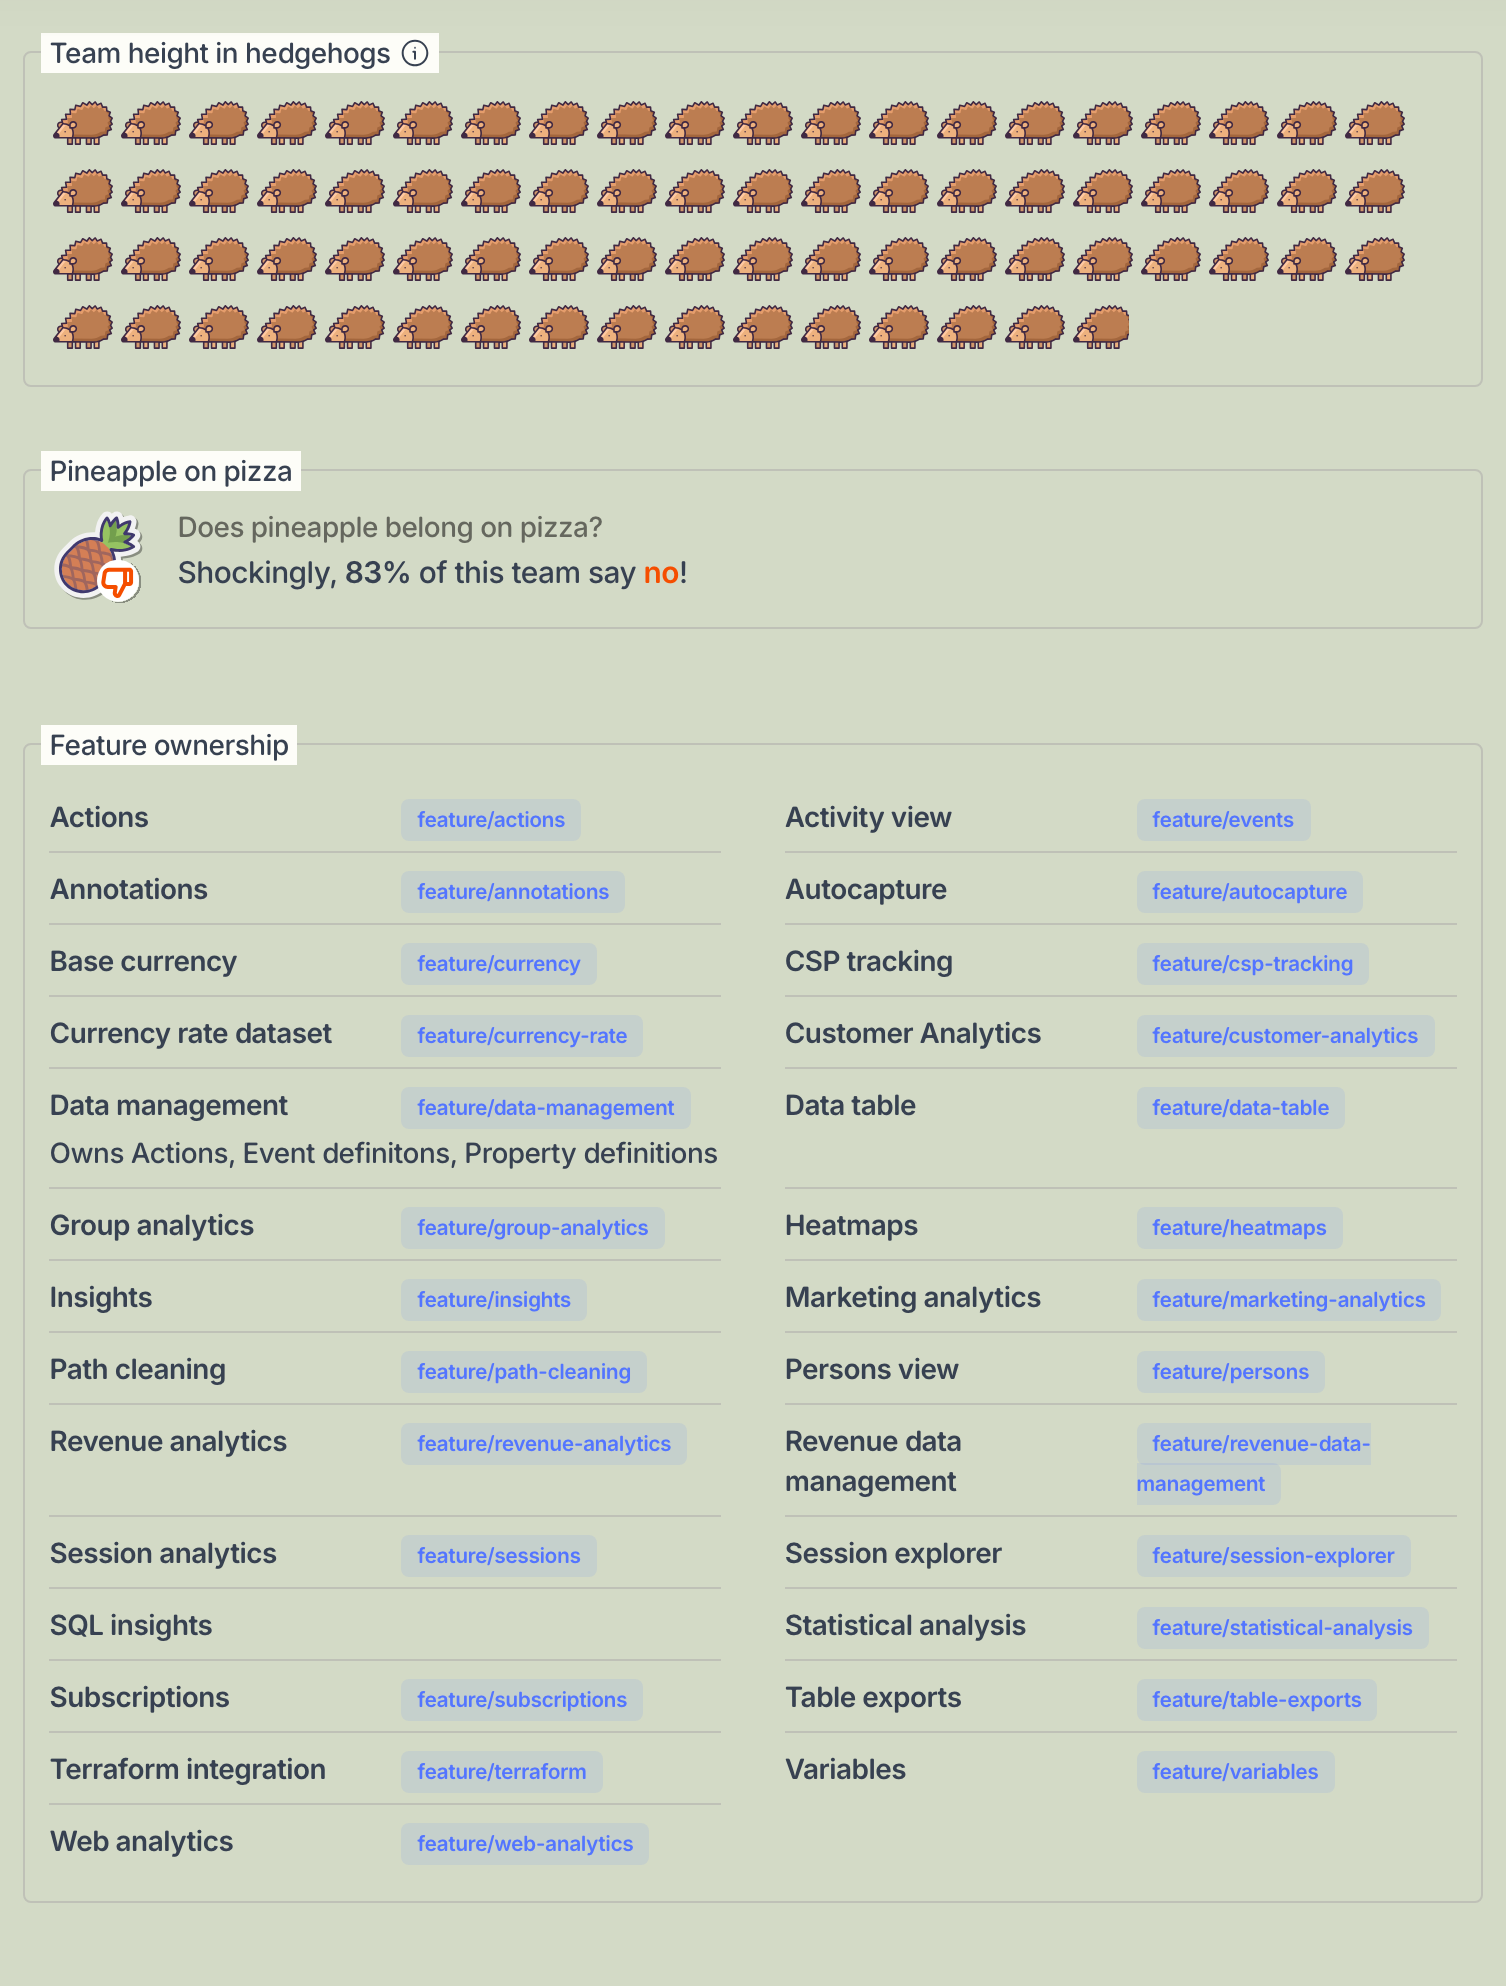 Team height in hedgehogs
Pineapple on pizza
Does pineapple belong on pizza?
Shockingly, 83% of this team say no!
Feature ownership
Actions feature/actions Activity view feature/events
Annotations feature/annotations Autocapture feature/autocapture
Base currency feature/currency CSP tracking feature/csp-tracking
Currency rate dataset feature/currency-rate Customer Analytics feature/customer-analytics
Data management feature/data-management Data table feature/data-table
Owns Actions, Event definitons, Property definitions
Group analytics feature/group-analytics Heatmaps feature/heatmaps
Insights feature/insights Marketing analytics feature/marketing-analytics
Path cleaning feature/path-cleaning Persons view feature/persons
Revenue analytics feature/revenue-analytics Revenue data feature/revenue-data-
management management
Session analytics feature/sessions Session explorer feature/session-explorer
SQL insights Statistical analysis feature/statistical-analysis
Subscriptions feature/subscriptions Table exports feature/table-exports
Terraform integration feature/terraform Variables feature/variables
Web analytics feature/web-analytics